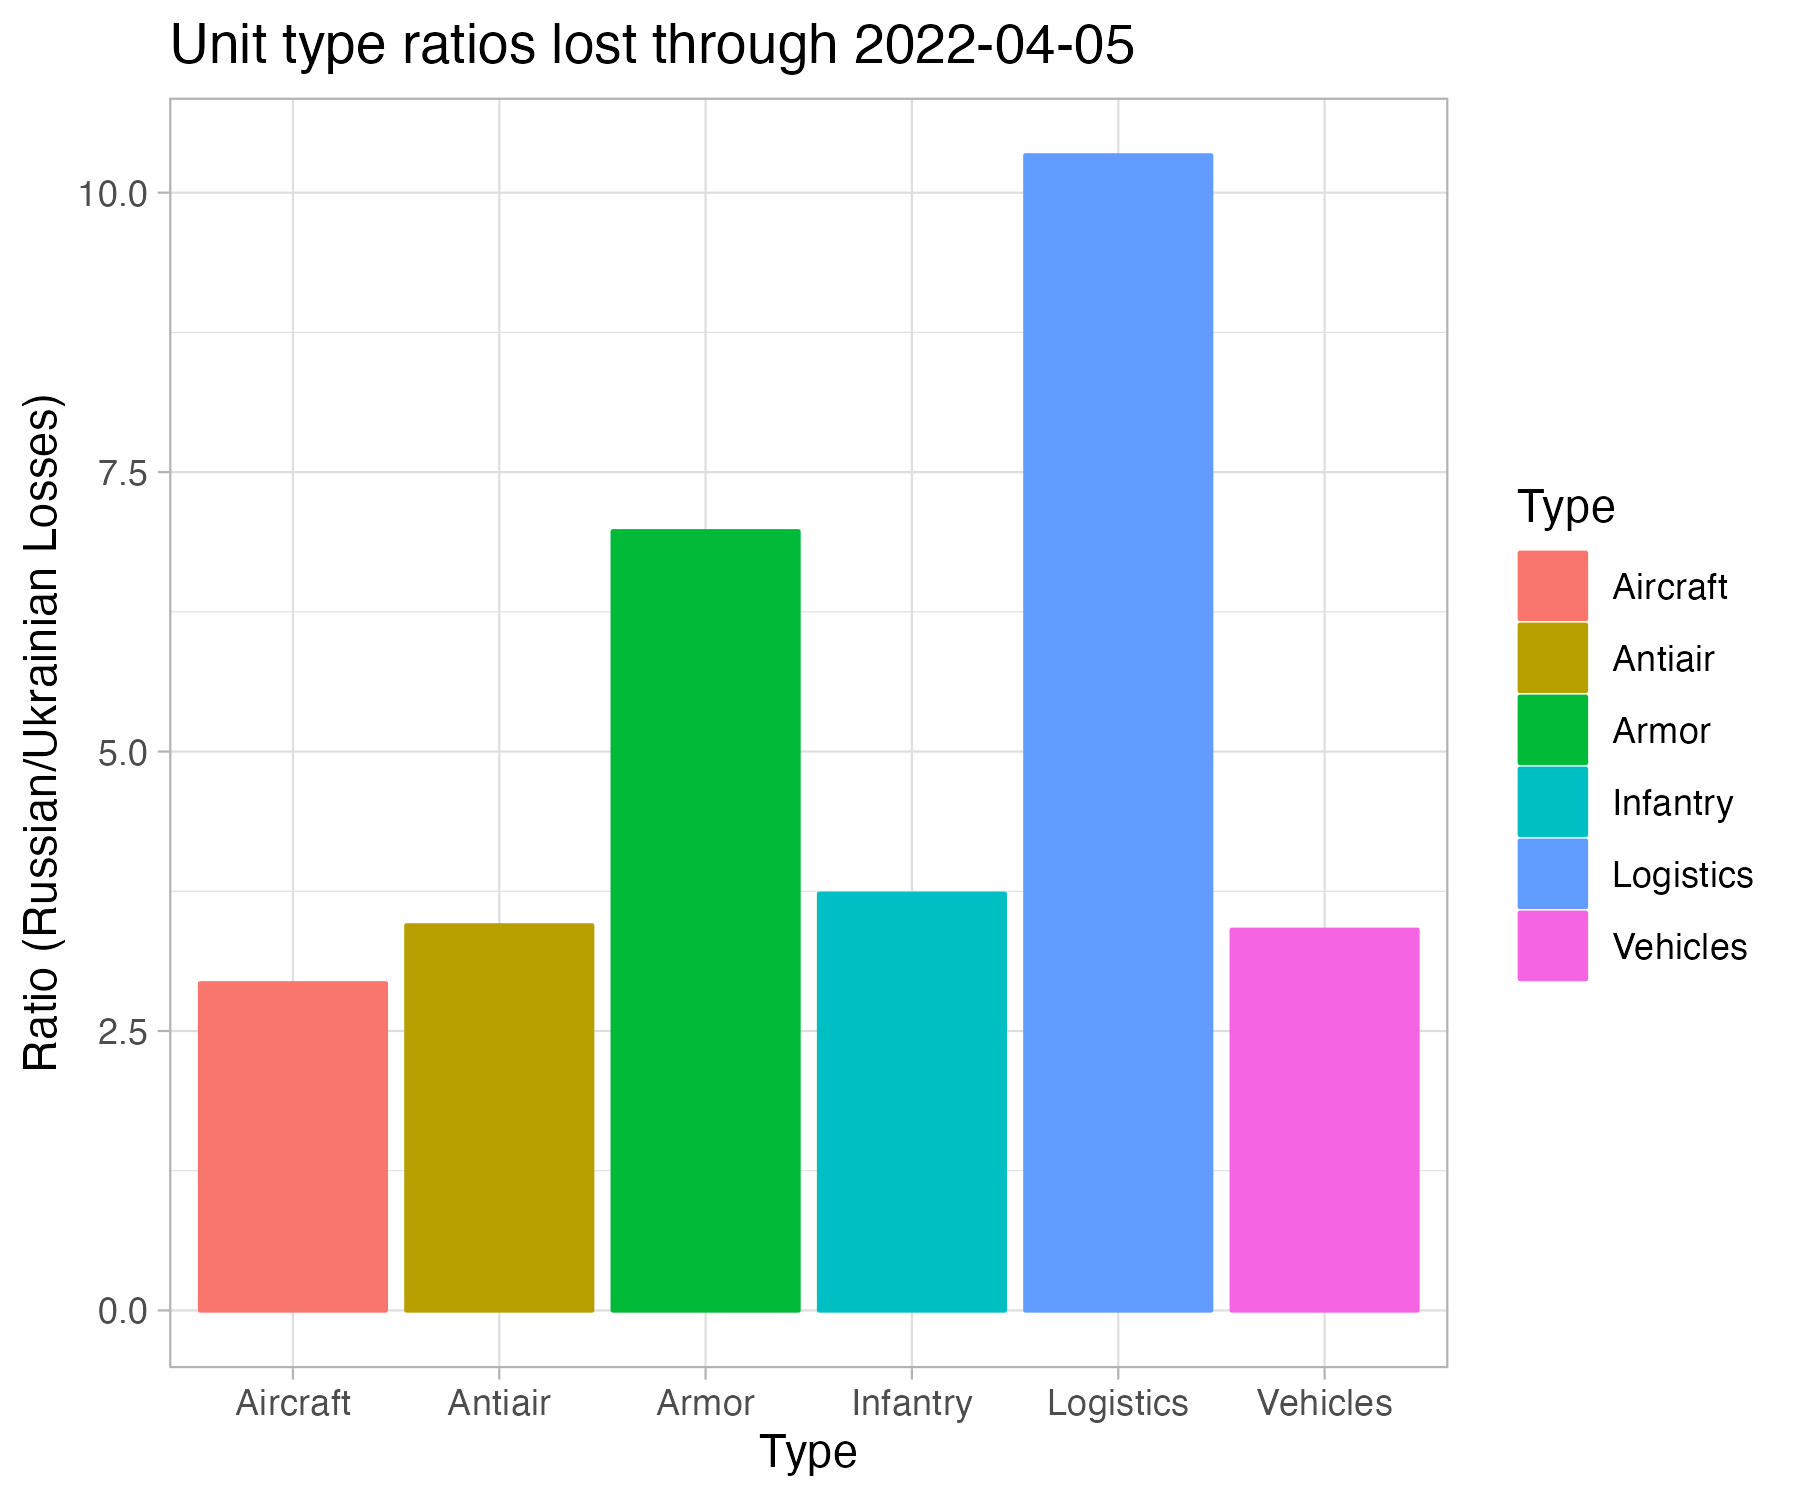 Unit type ratios lost through 2022-04-05
Ratio (Russian/Ukrainian Losses)
10.0
7.5
5.0
2.5
0.0
Aircraft
Antiair
Armor
Infantry
Logistics
Vehicles
Type
Type
Aircraft
Antiair
Armor
Infantry
Logistics
Vehicles